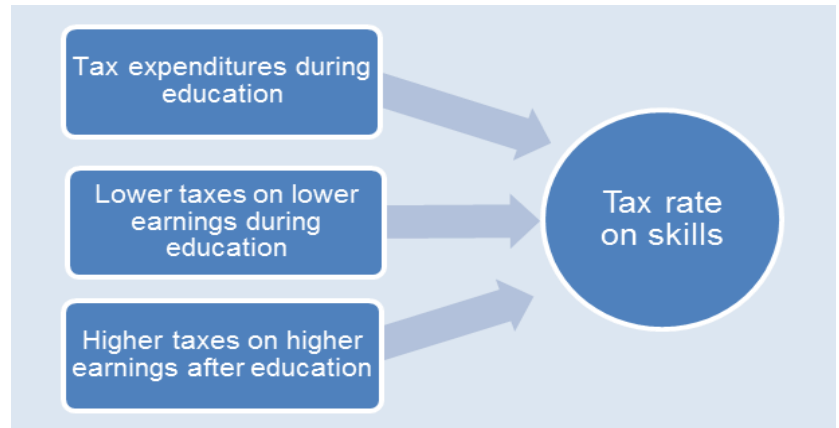 Tax expenditures during
education
Lower taxes on lower
earnings during
education
Higher taxes on higher
earnings after education
Tax rate
on skills